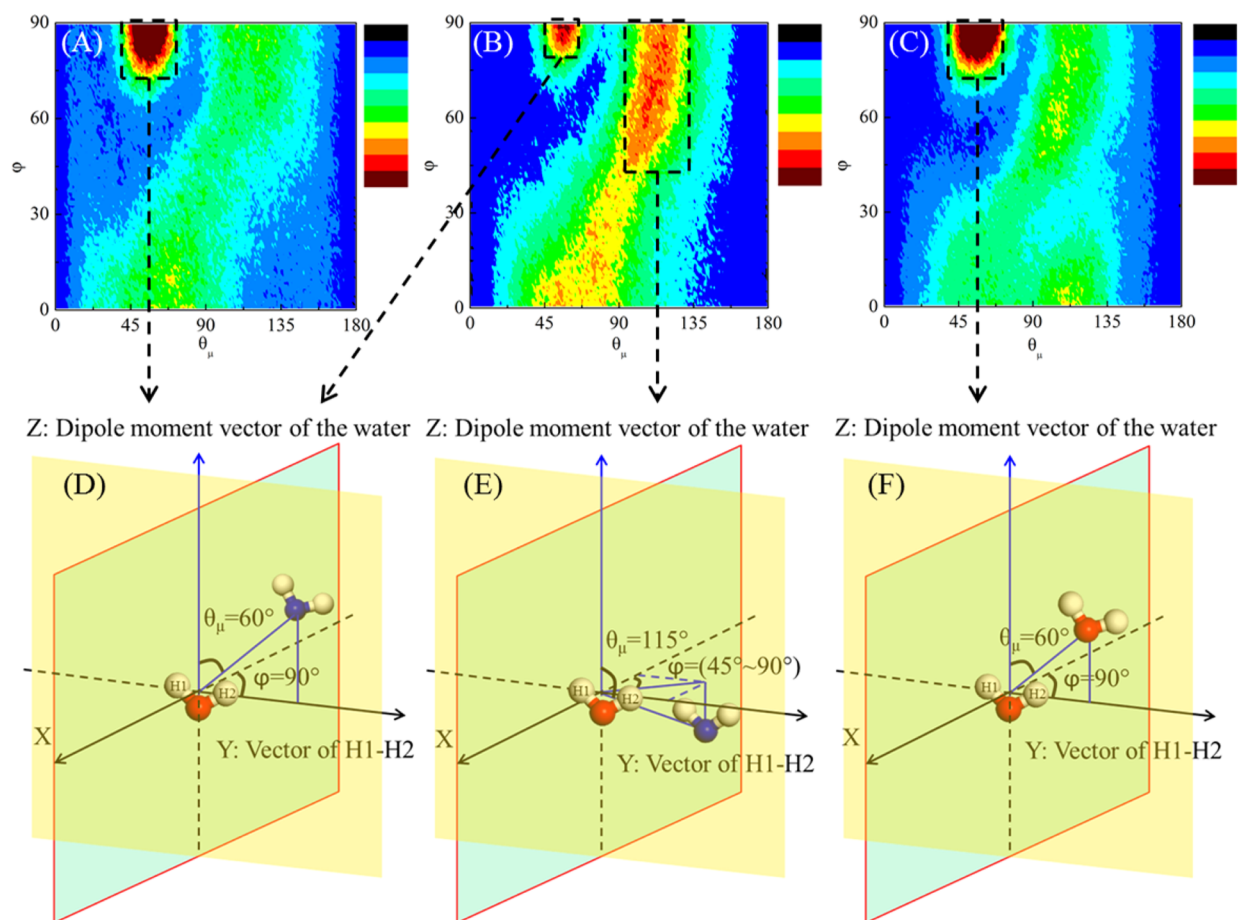 (A)
90
60
30
0
φ
0 45 90 135 180
θμ
(B)
90
60
30
0
φ
0 45 90 135 180
θμ
(C)
90
60
30
0
φ
0 45 90 135 180
θμ
Z: Dipole moment vector of the water
(D)
θμ=60°
φ=90°
H1
H2
X
Y: Vector of H1-H2
Z: Dipole moment vector of the water
(E)
θμ=115°
φ=(45°~90°)
H1
H2
X
Y: Vector of H1-H2
Z: Dipole moment vector of the water
(F)
θμ=60°
φ=90°
H1
H2
X
Y: Vector of H1-H2